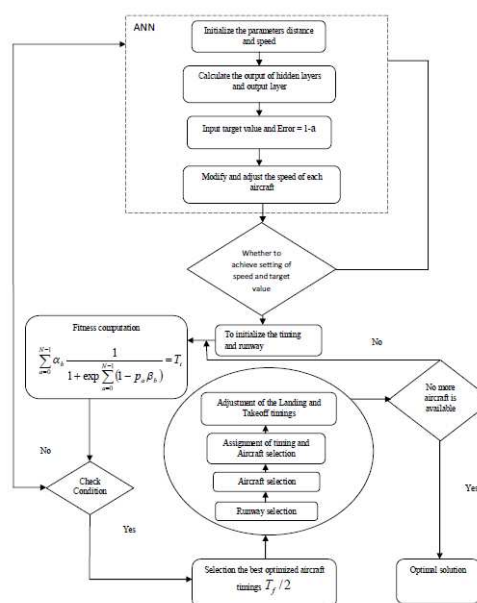 ANN
Initialize the parameters distance
and speed
Calculate the output of hidden layers
and output layer
Input target value and Error = 1-a
Modify and adjust the speed of each
aircraft
Whether to
achieve setting of
speed and target
value
To initialize the timing
and runway
No
Fitness computation
\sum_{a=0}^{N-1} \alpha_h \frac{1}{1+\exp\sum_{a=0}^{N-1}(1-p_a\beta_h)} = T_i
No more
aircraft is
available
Adjustment of the Landing and
Takeoff timings
Assignment of timing and
Aircraft selection
Aircraft selection
Runway selection
No
Check
Condition
Yes
Yes
Selection the best optimized aircraft
timings T_f/2
Optimal solution